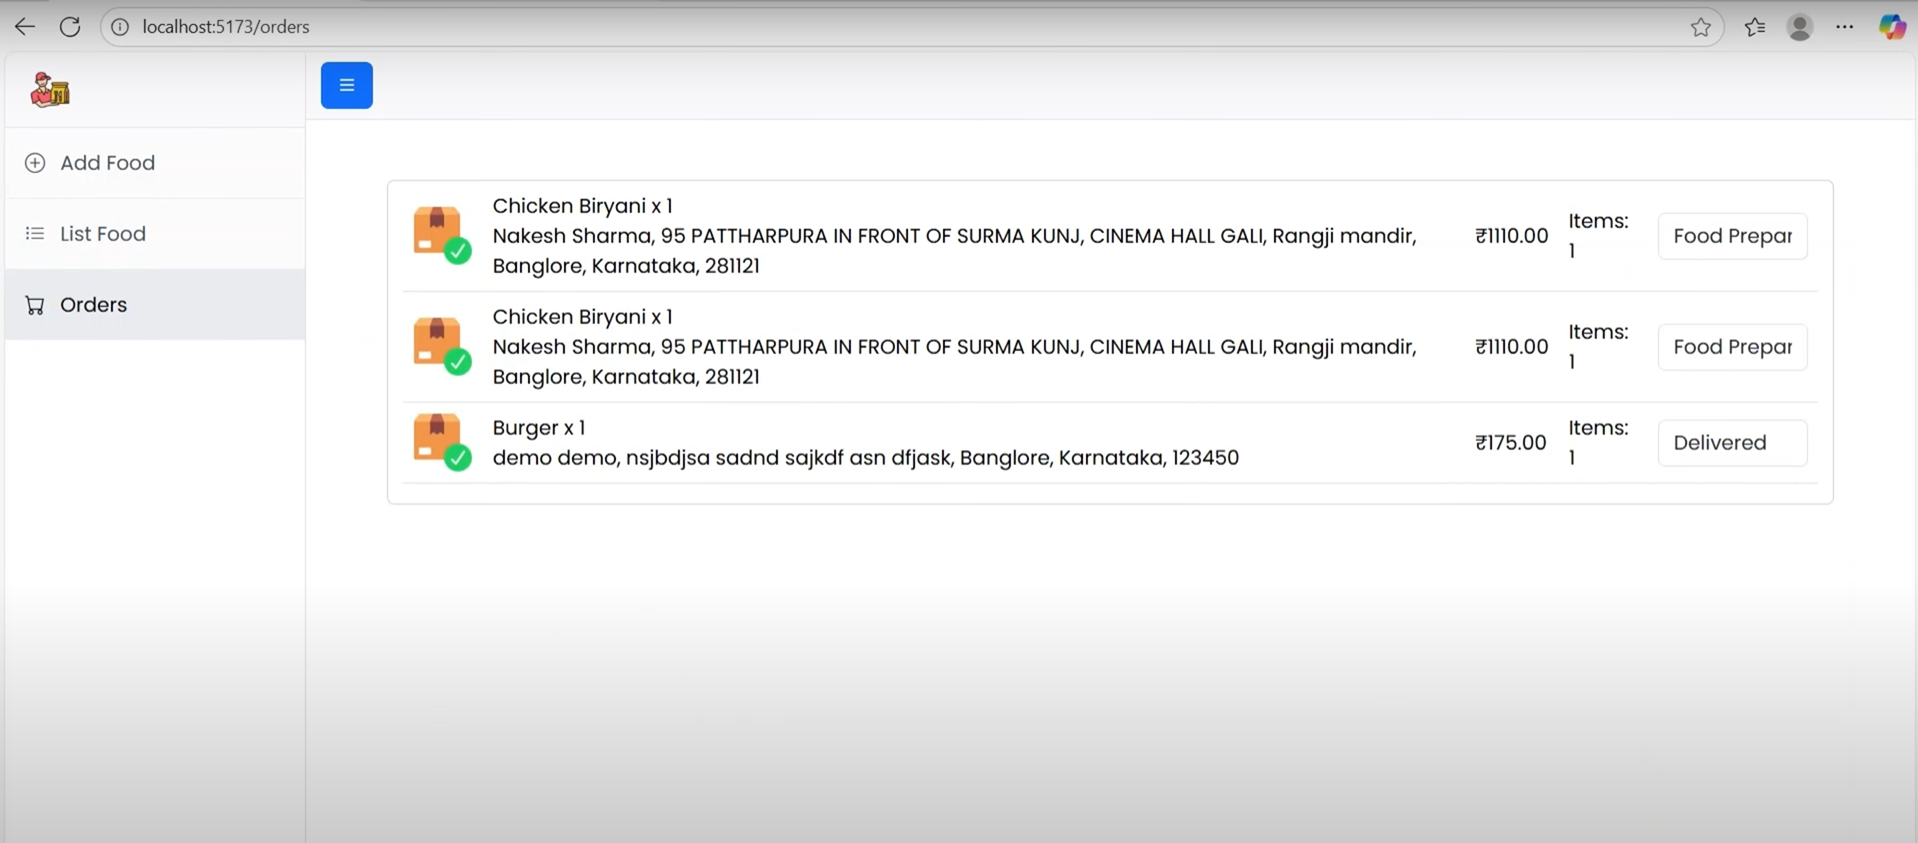 localhost:5173/orders
Add Food
List Food
Orders
Chicken Biryani x 1
Nakesh Sharma, 95 PATTHARPURA IN FRONT OF SURMA KUNJ, CINEMA HALL GALI, Rangji mandir,
Banglore, Karnataka, 281121
₹1110.00
Items:
1
Food Prepar
Chicken Biryani x 1
Nakesh Sharma, 95 PATTHARPURA IN FRONT OF SURMA KUNJ, CINEMA HALL GALI, Rangji mandir,
Banglore, Karnataka, 281121
₹1110.00
Items:
1
Food Prepar
Burger x 1
demo demo, nsjbdjsa sadnd sajkdf asn dfjask, Banglore, Karnataka, 123450
₹175.00
Items:
1
Delivered